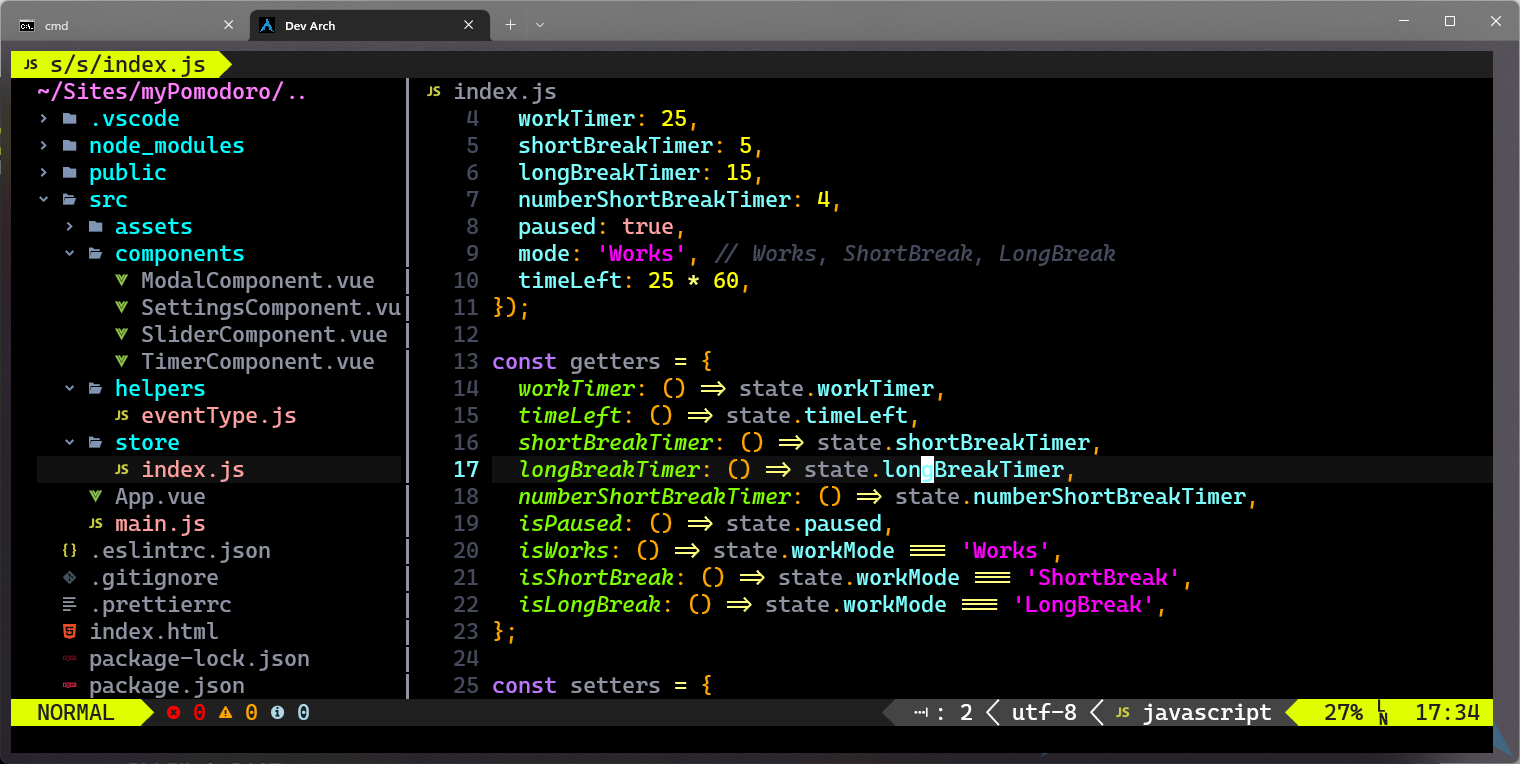 cmd
Dev Arch
JS s/s/index.js
~/Sites/myPomodoro/..
.vscode
node_modules
public
src
assets
components
ModalComponent.vue
SettingsComponent.vu
SliderComponent.vue
TimerComponent.vue
helpers
JS eventType.js
store
JS index.js
App.vue
JS main.js
{} .eslintrc.json
.gitignore
.prettierrc
index.html
package-lock.json
package.json
JS index.js
4 workTimer: 25,
5 shortBreakTimer: 5,
6 longBreakTimer: 15,
7 numberShortBreakTimer: 4,
8 paused: true,
9 mode: 'Works', // Works, ShortBreak, LongBreak
10 timeLeft: 25 * 60,
11 });
12
13 const getters = {
14 workTimer: () => state.workTimer,
15 timeLeft: () => state.timeLeft,
16 shortBreakTimer: () => state.shortBreakTimer,
17 longBreakTimer: () => state.longBreakTimer,
18 numberShortBreakTimer: () => state.numberShortBreakTimer,
19 isPaused: () => state.paused,
20 isWorks: () => state.workMode === 'Works',
21 isShortBreak: () => state.workMode === 'ShortBreak',
22 isLongBreak: () => state.workMode === 'LongBreak',
23 };
24
25 const setters = {
NORMAL 0 0 0 : 2 utf-8 JS javascript 27% LN 17:34